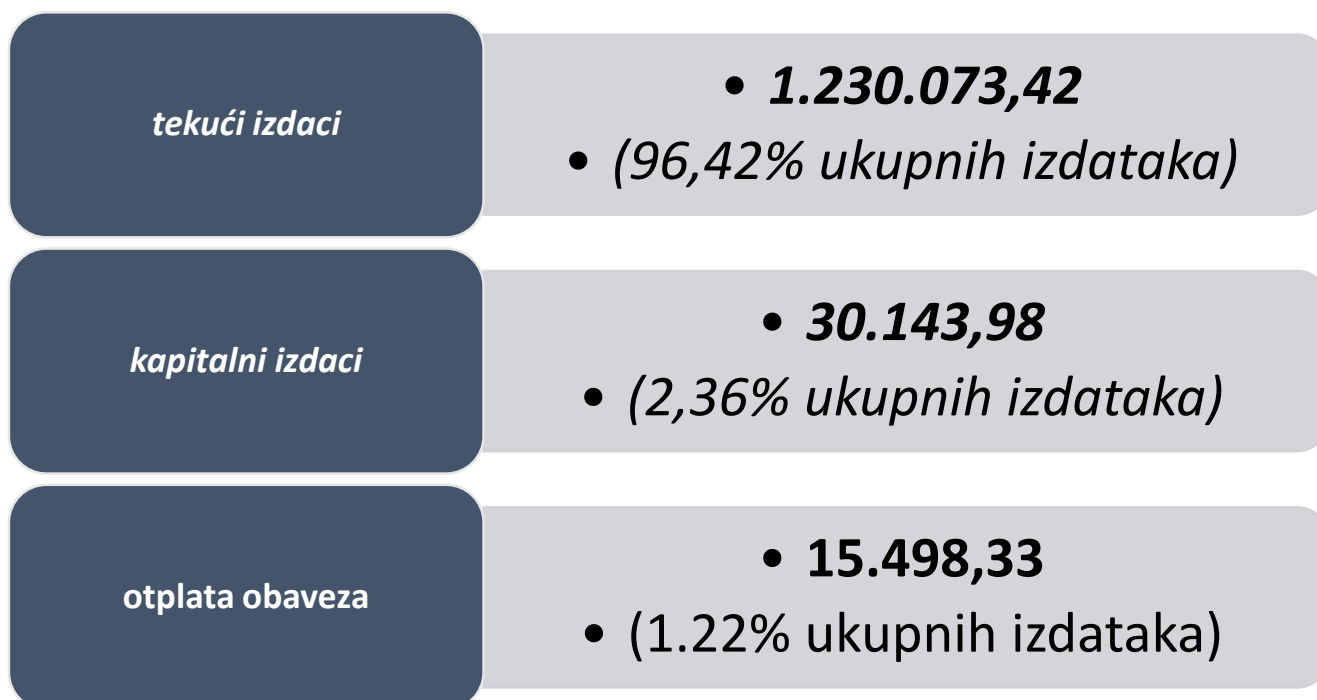 tekući izdaci
• 1.230.073,42
• (96,42% ukupnih izdataka)
kapitalni izdaci
• 30.143,98
• (2,36% ukupnih izdataka)
otplata obaveza
• 15.498,33
• (1.22% ukupnih izdataka)